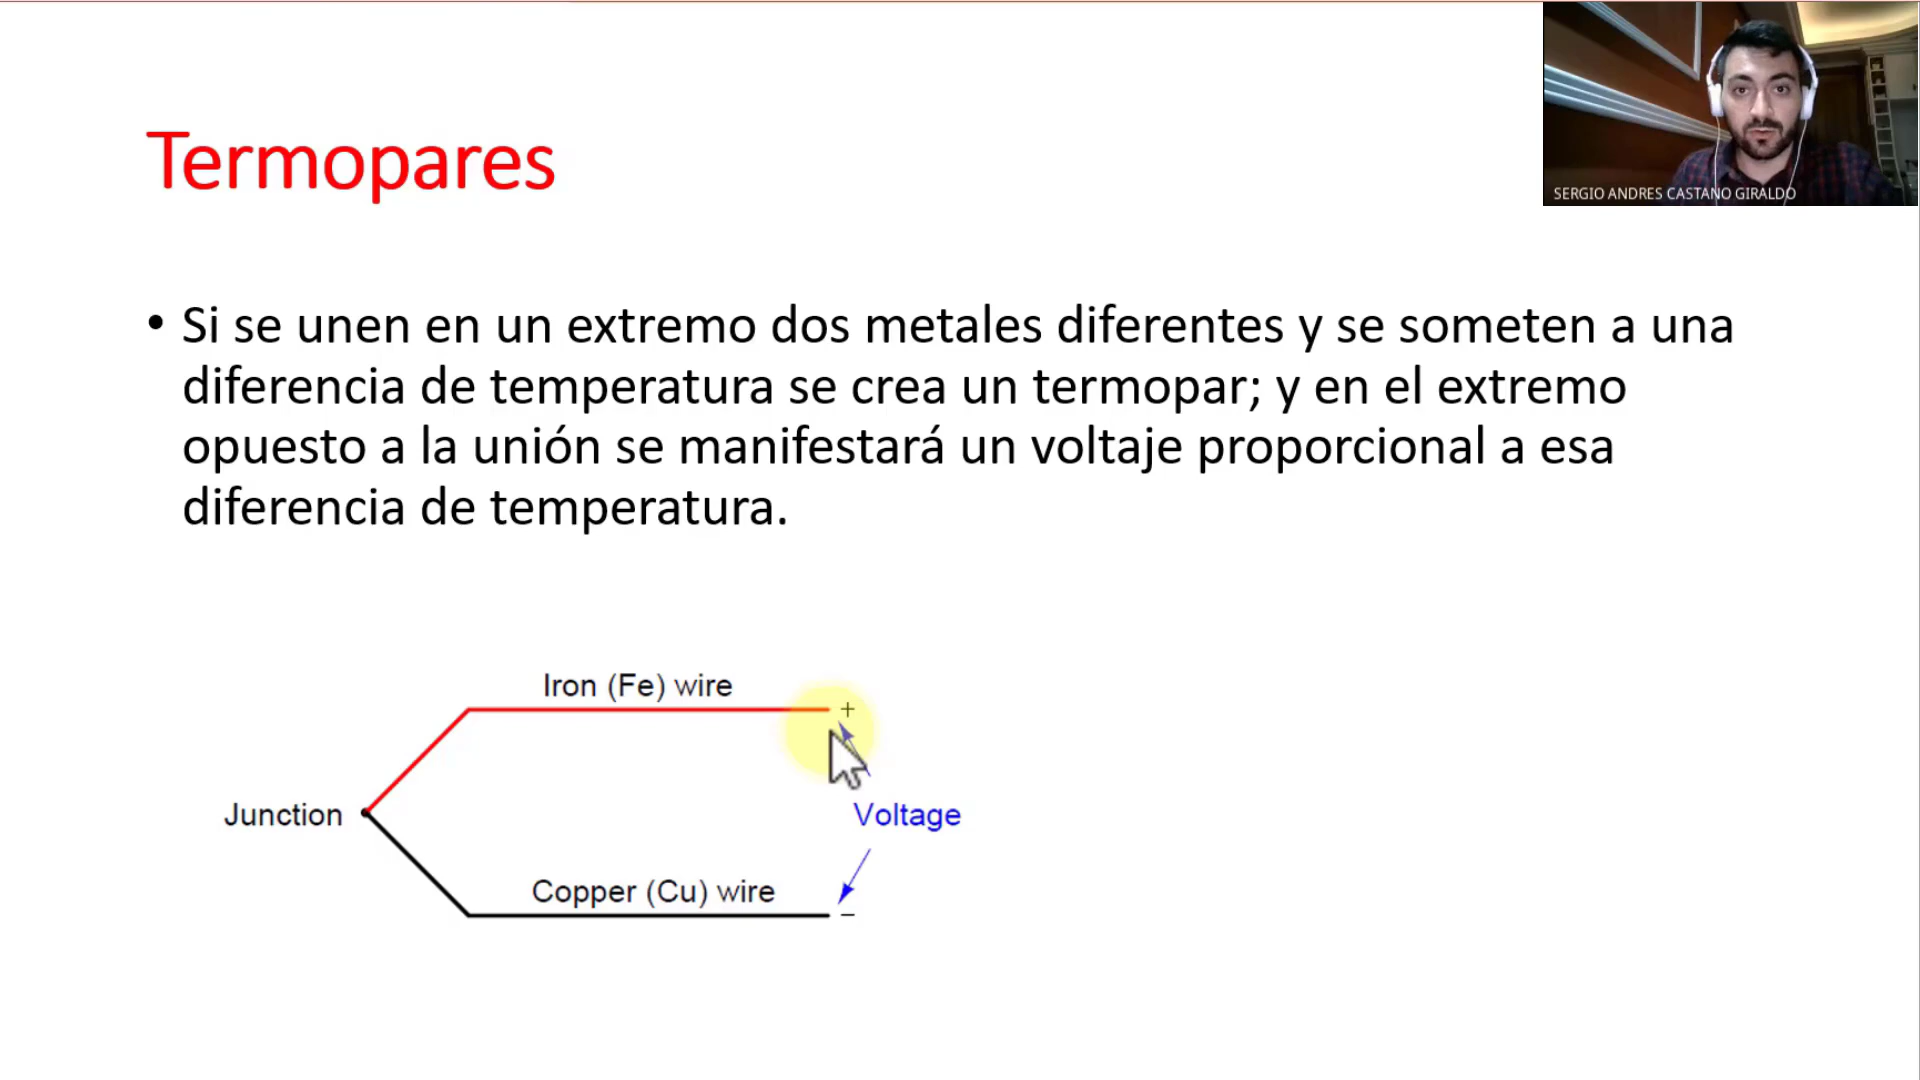 SERGIO ANDRES CASTANO GIRALDO
Termopares
• Si se unen en un extremo dos metales diferentes y se someten a una
diferencia de temperatura se crea un termopar; y en el extremo
opuesto a la unión se manifestará un voltaje proporcional a esa
diferencia de temperatura.
Iron (Fe) wire
+
Junction
Voltage
Copper (Cu) wire
−